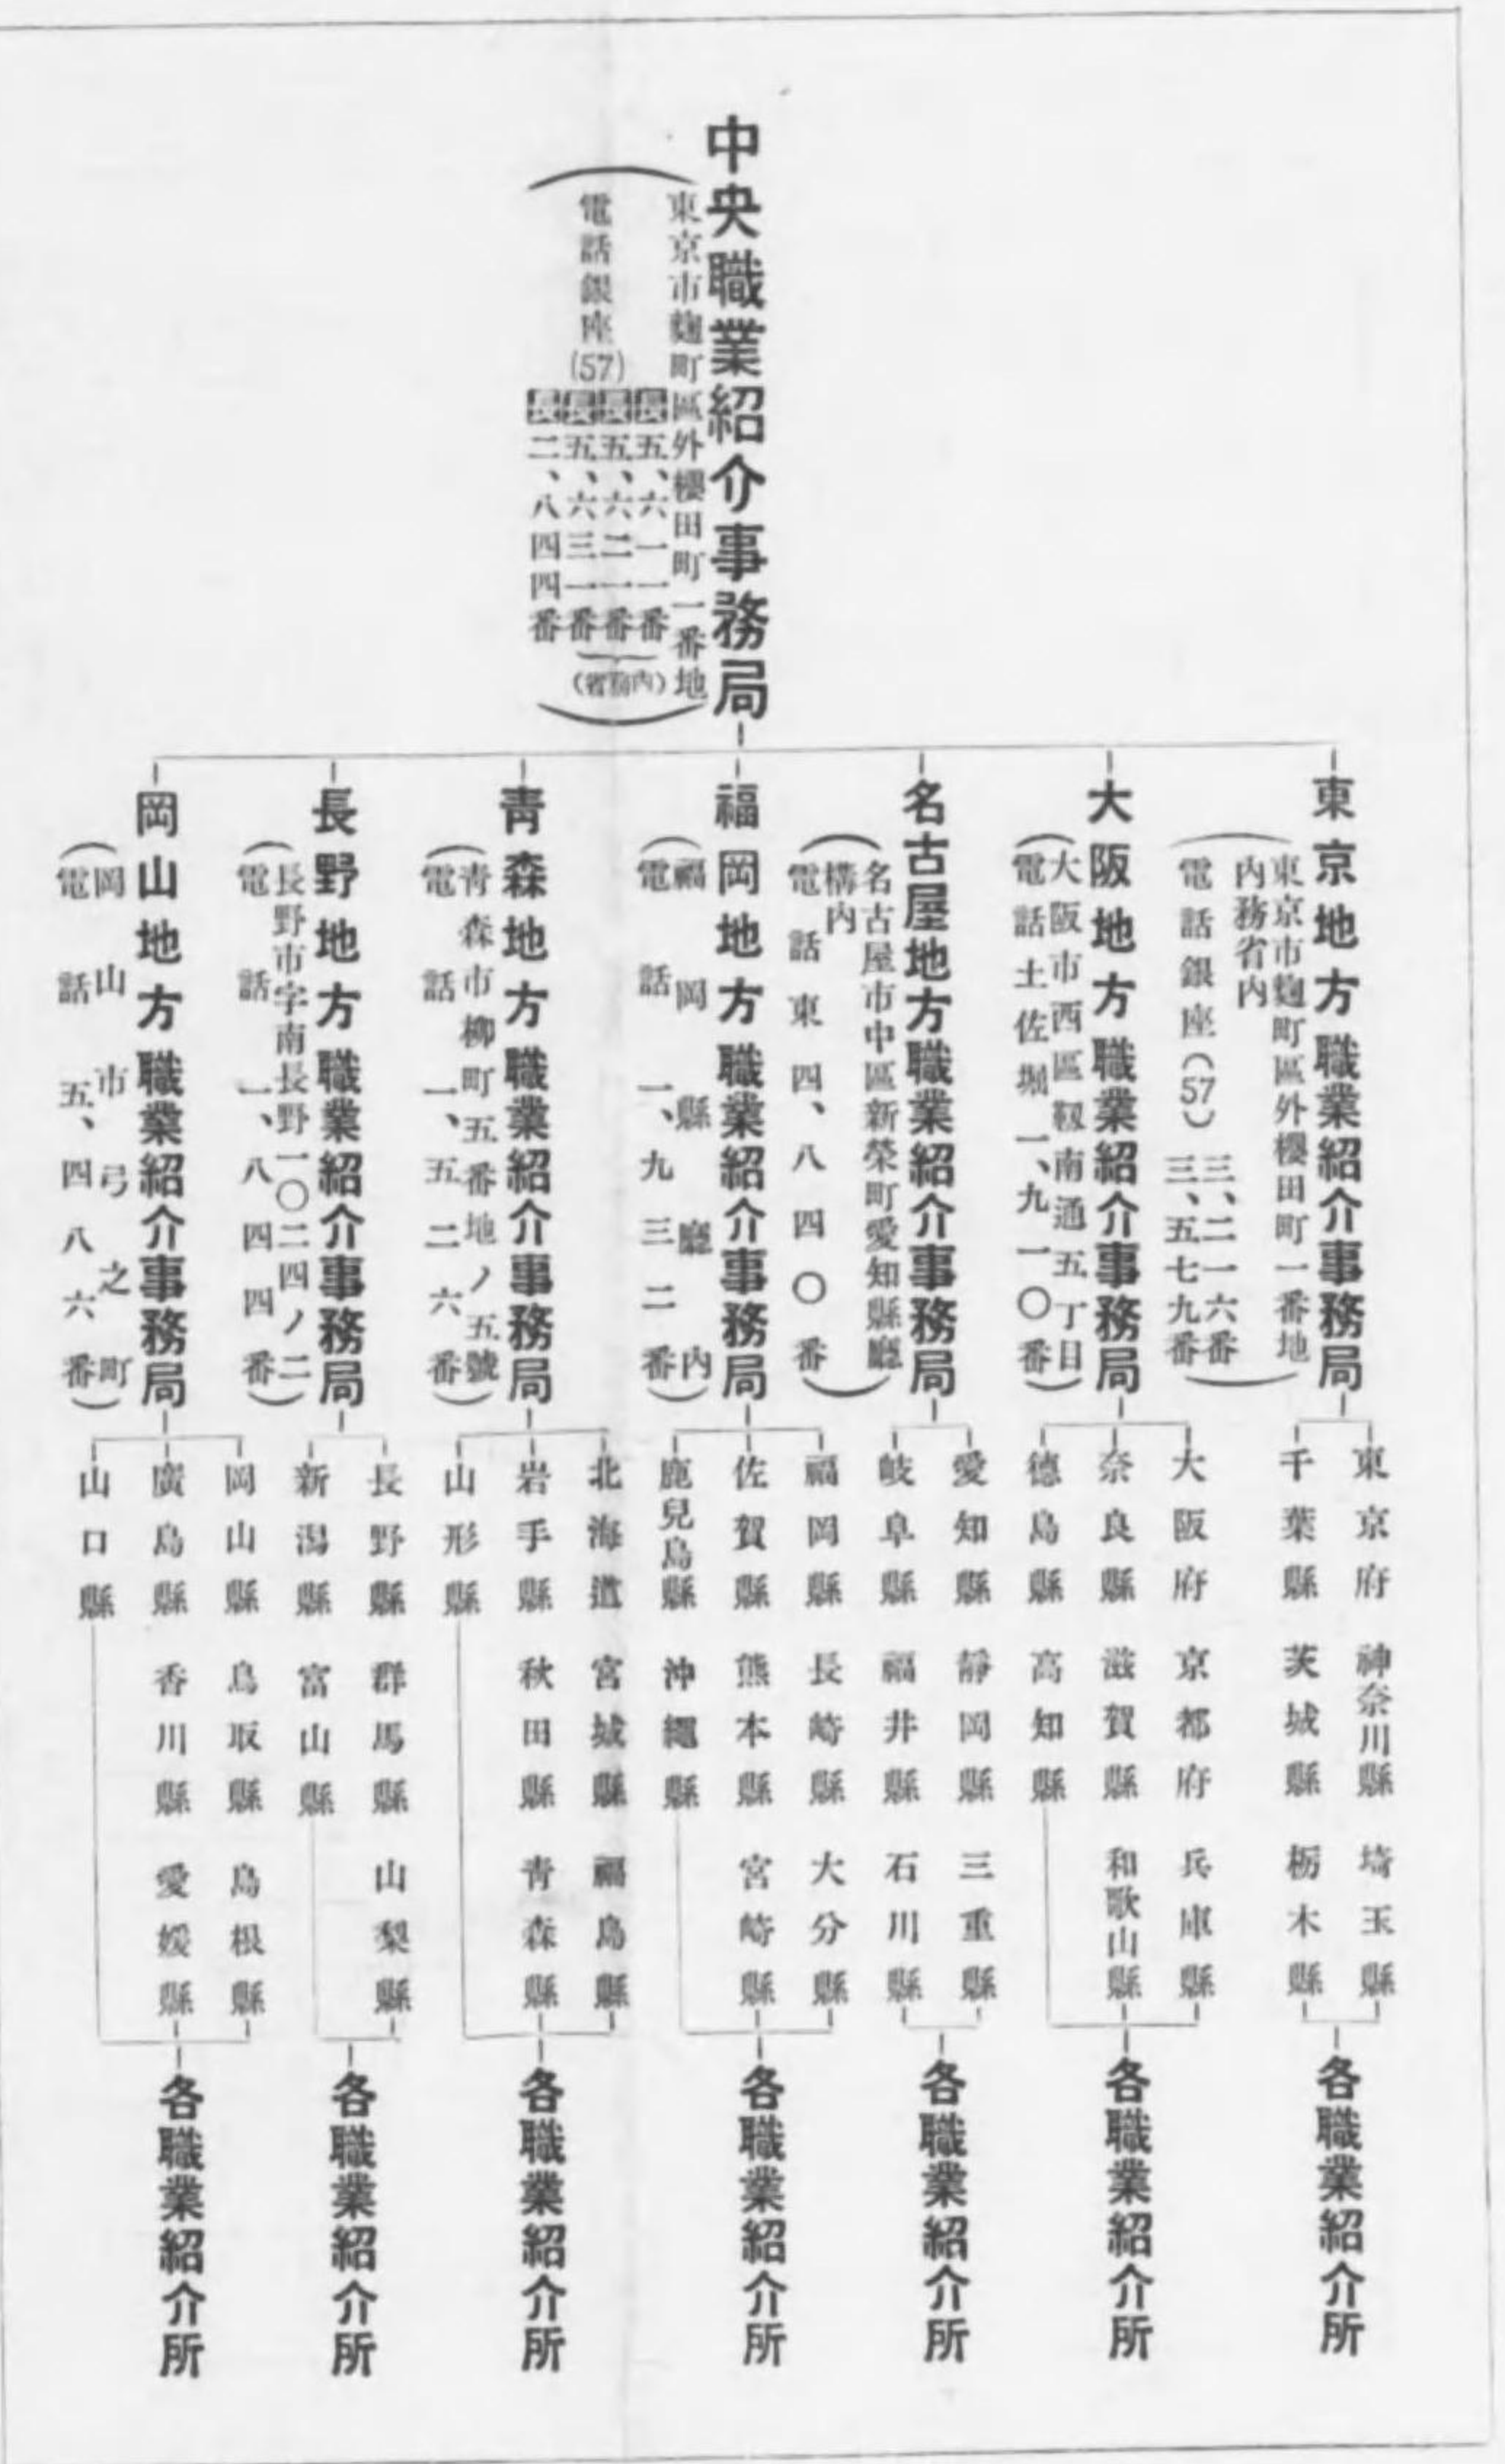 中央職業紹介事務局
東京市麴町區外櫻田町一番地
電話銀座(57)
長五、六一一番
長五、六二一番
長五、六三一番
(內務省)
長二、八四四番
東京地方職業紹介事務局
東京市麴町區外櫻田町一番地
內務省內
電話銀座(57)
三、二一六番
三、五七九番
東京府 神奈川縣 埼玉縣
千葉縣 茨城縣 栃木縣
各職業紹介所
大阪地方職業紹介事務局
大阪市西區靱南通五丁目
電話土佐堀一、九一〇番
大阪府 京都府 兵庫縣
奈良縣 滋賀縣 和歌山縣
德島縣 高知縣
各職業紹介所
名古屋地方職業紹介事務局
名古屋市中區新榮町愛知縣廳
構內
電話東四、八四〇番
愛知縣 靜岡縣 三重縣
岐阜縣 福井縣 石川縣
各職業紹介所
福岡地方職業紹介事務局
福岡縣廳內
電話一、九三二番
福岡縣 長崎縣 大分縣
佐賀縣 熊本縣 宮崎縣
鹿兒島縣 沖繩縣
各職業紹介所
靑森地方職業紹介事務局
靑森市柳町五番地ノ五號
電話一、五二六番
北海道 宮城縣 福島縣
岩手縣 秋田縣 靑森縣
山形縣
各職業紹介所
長野地方職業紹介事務局
長野市字南長野一〇二四ノ二
電話一、八四四番
長野縣 群馬縣 山梨縣
新潟縣 富山縣
各職業紹介所
岡山地方職業紹介事務局
岡山市弓之町
電話五、四八六番
岡山縣 鳥取縣 島根縣
廣島縣 香川縣 愛媛縣
山口縣
各職業紹介所